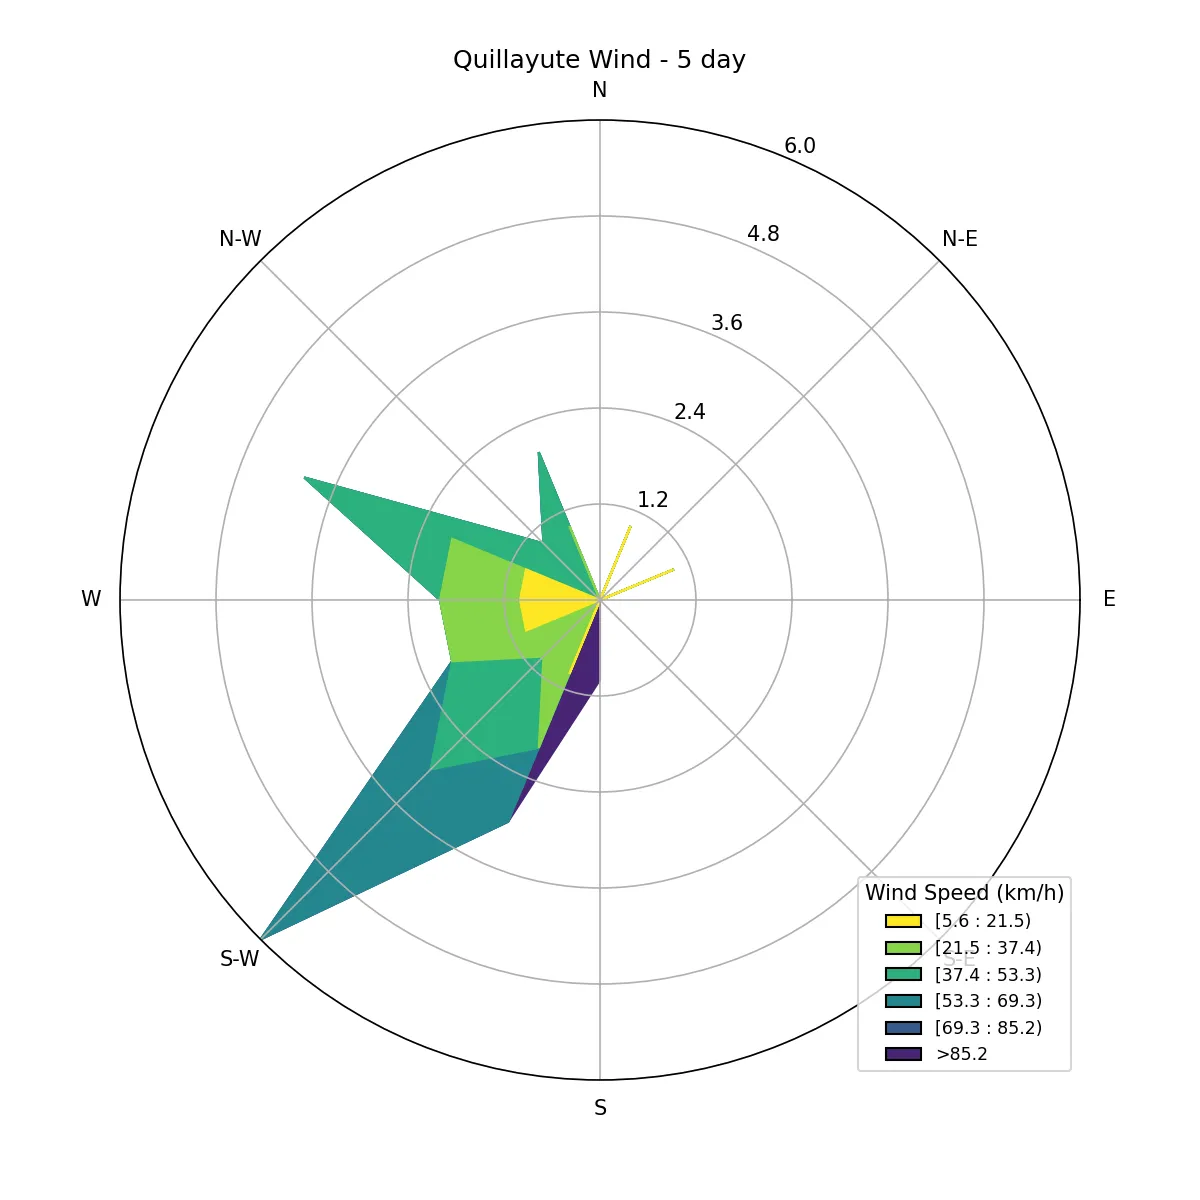 Quillayute Wind - 5 day
N
6.0
N-W
N-E
4.8
3.6
2.4
1.2
W
E
S-W
S-E
Wind Speed (km/h)
[5.6 : 21.5)
[21.5 : 37.4)
[37.4 : 53.3)
[53.3 : 69.3)
[69.3 : 85.2)
>85.2
S